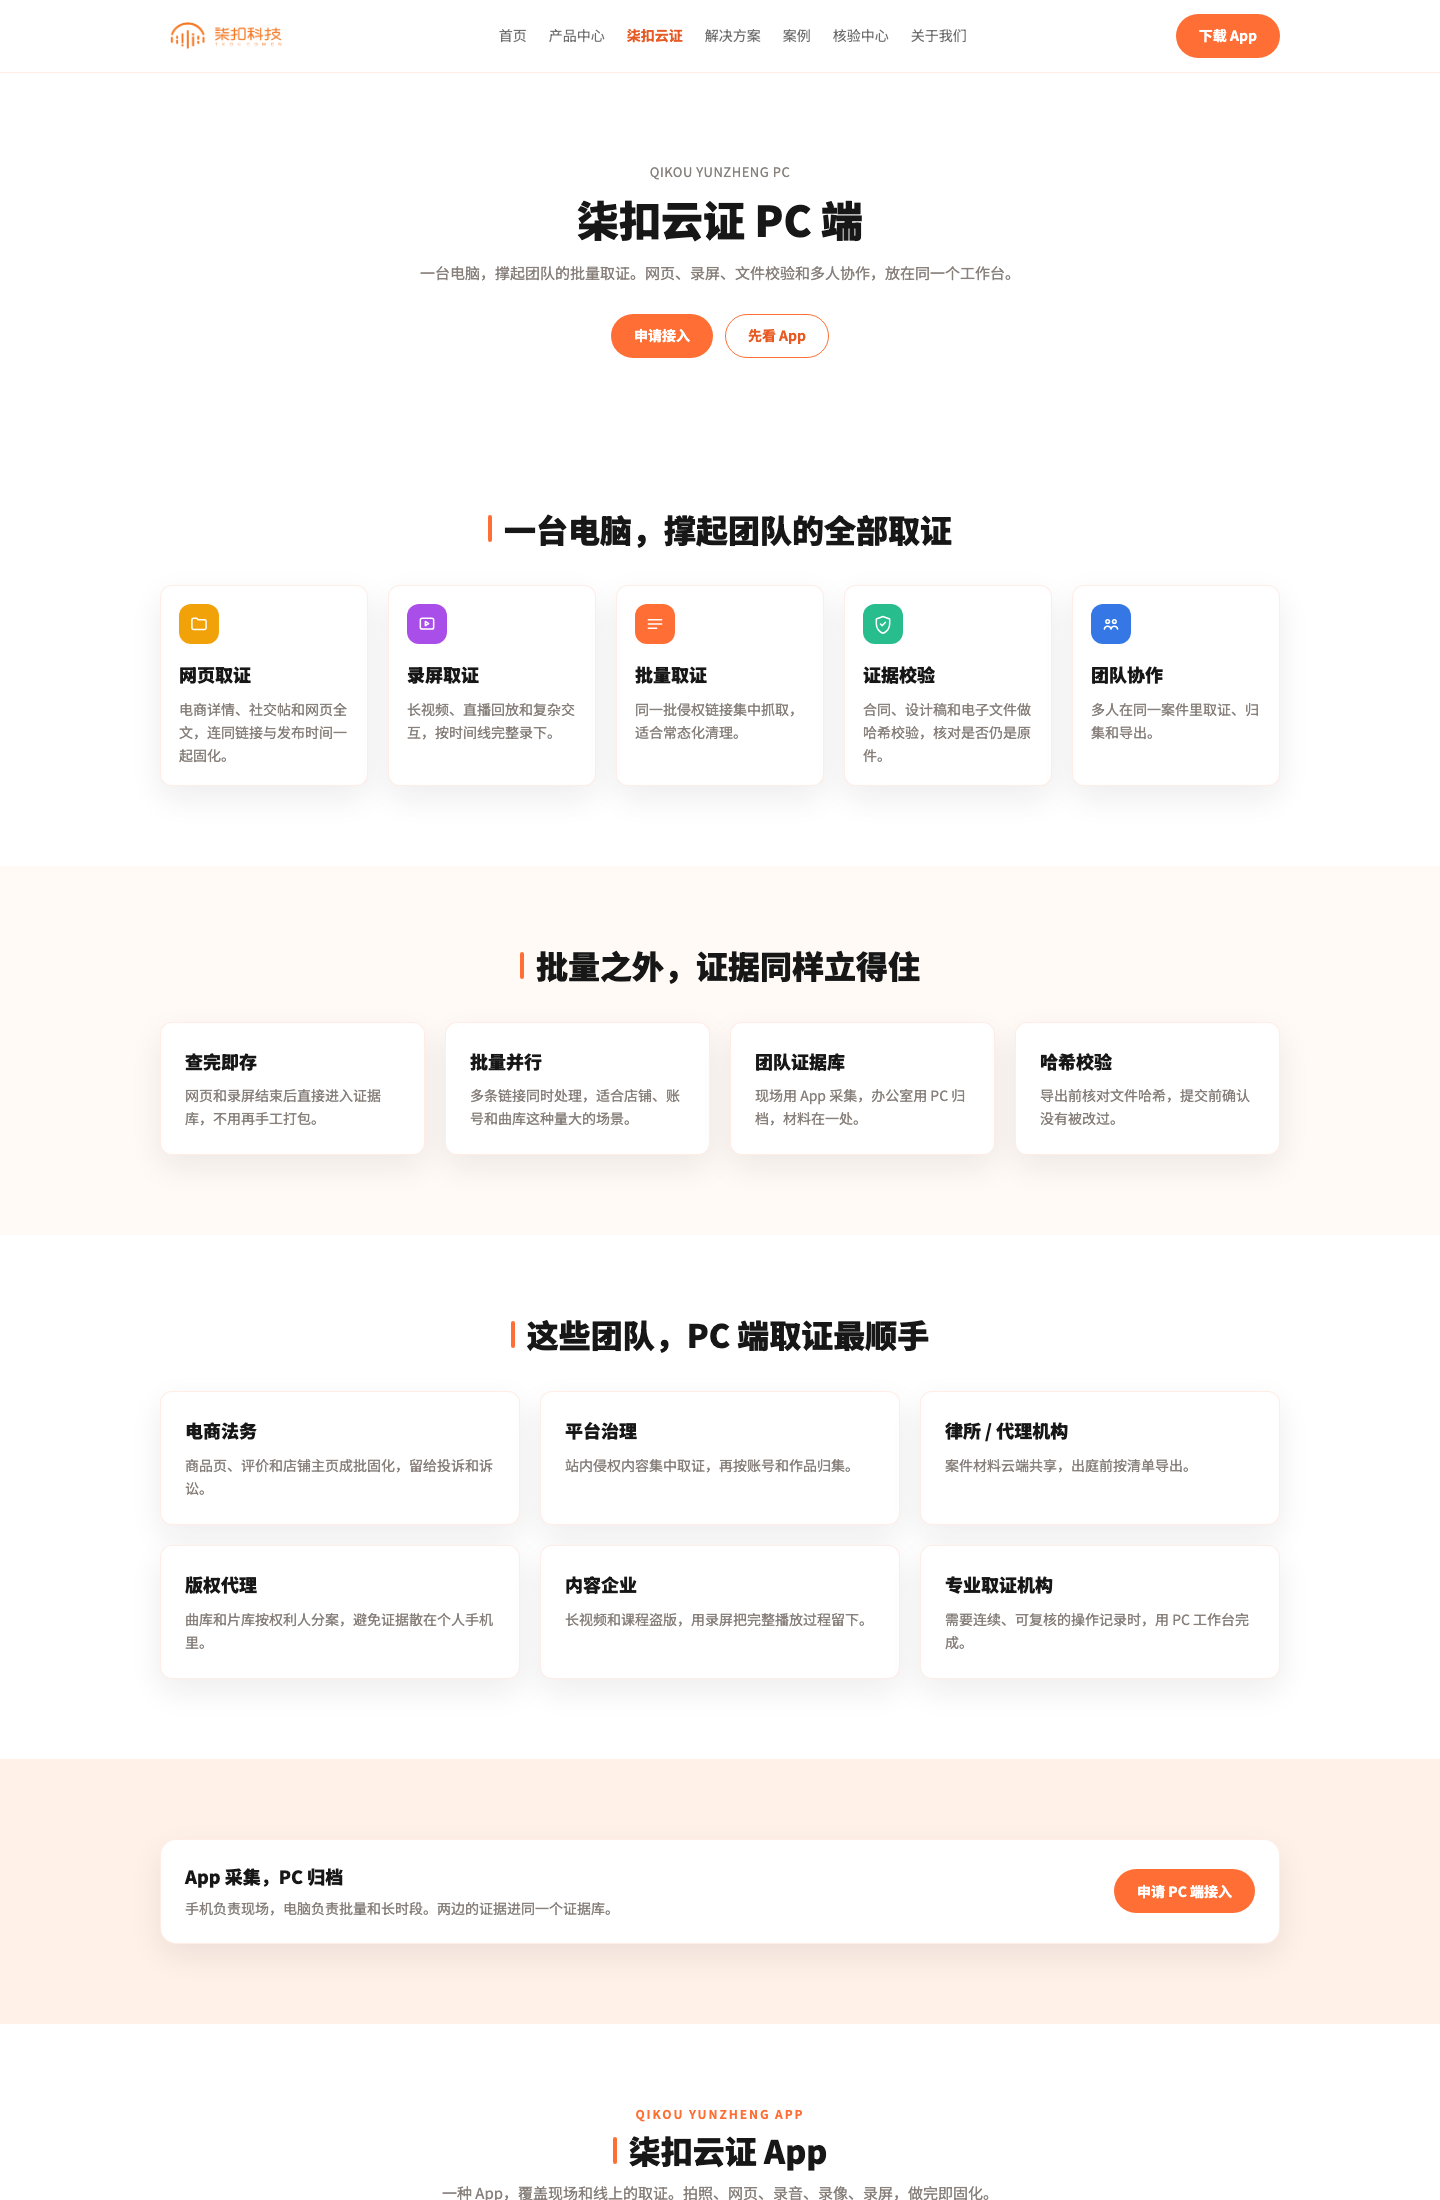 柒扣科技
首页 产品中心 柒扣云证 解决方案 案例 核验中心 关于我们
下载 App
QIKOU YUNZHENG PC
柒扣云证 PC 端
一台电脑，撑起团队的批量取证。网页、录屏、文件校验和多人协作，放在同一个工作台。
申请接入
先看 App
一台电脑，撑起团队的全部取证
网页取证
电商详情、社交帖和网页全
文，连同链接与发布时间一
起固化。
录屏取证
长视频、直播回放和复杂交
互，按时间线完整录下。
批量取证
同一批侵权链接集中抓取，
适合常态化清理。
证据校验
合同、设计稿和电子文件做
哈希校验，核对是否仍是原
件。
团队协作
多人在同一案件里取证、归
集和导出。
批量之外，证据同样立得住
查完即存
网页和录屏结束后直接进入证据
库，不用再手工打包。
批量并行
多条链接同时处理，适合店铺、账
号和曲库这种量大的场景。
团队证据库
现场用 App 采集，办公室用 PC 归
档，材料在一处。
哈希校验
导出前核对文件哈希，提交前确认
没有被改过。
这些团队，PC 端取证最顺手
电商法务
商品页、评价和店铺主页成批固化，留给投诉和诉
讼。
平台治理
站内侵权内容集中取证，再按账号和作品归集。
律所 / 代理机构
案件材料云端共享，出庭前按清单导出。
版权代理
曲库和片库按权利人分案，避免证据散在个人手机
里。
内容企业
长视频和课程盗版，用录屏把完整播放过程留下。
专业取证机构
需要连续、可复核的操作记录时，用 PC 工作台完
成。
App 采集，PC 归档
手机负责现场，电脑负责批量和长时段。两边的证据进同一个证据库。
申请 PC 端接入
QIKOU YUNZHENG APP
柒扣云证 App
一种 App，覆盖现场和线上的取证。拍照、网页、录音、录像、录屏，做完即固化。